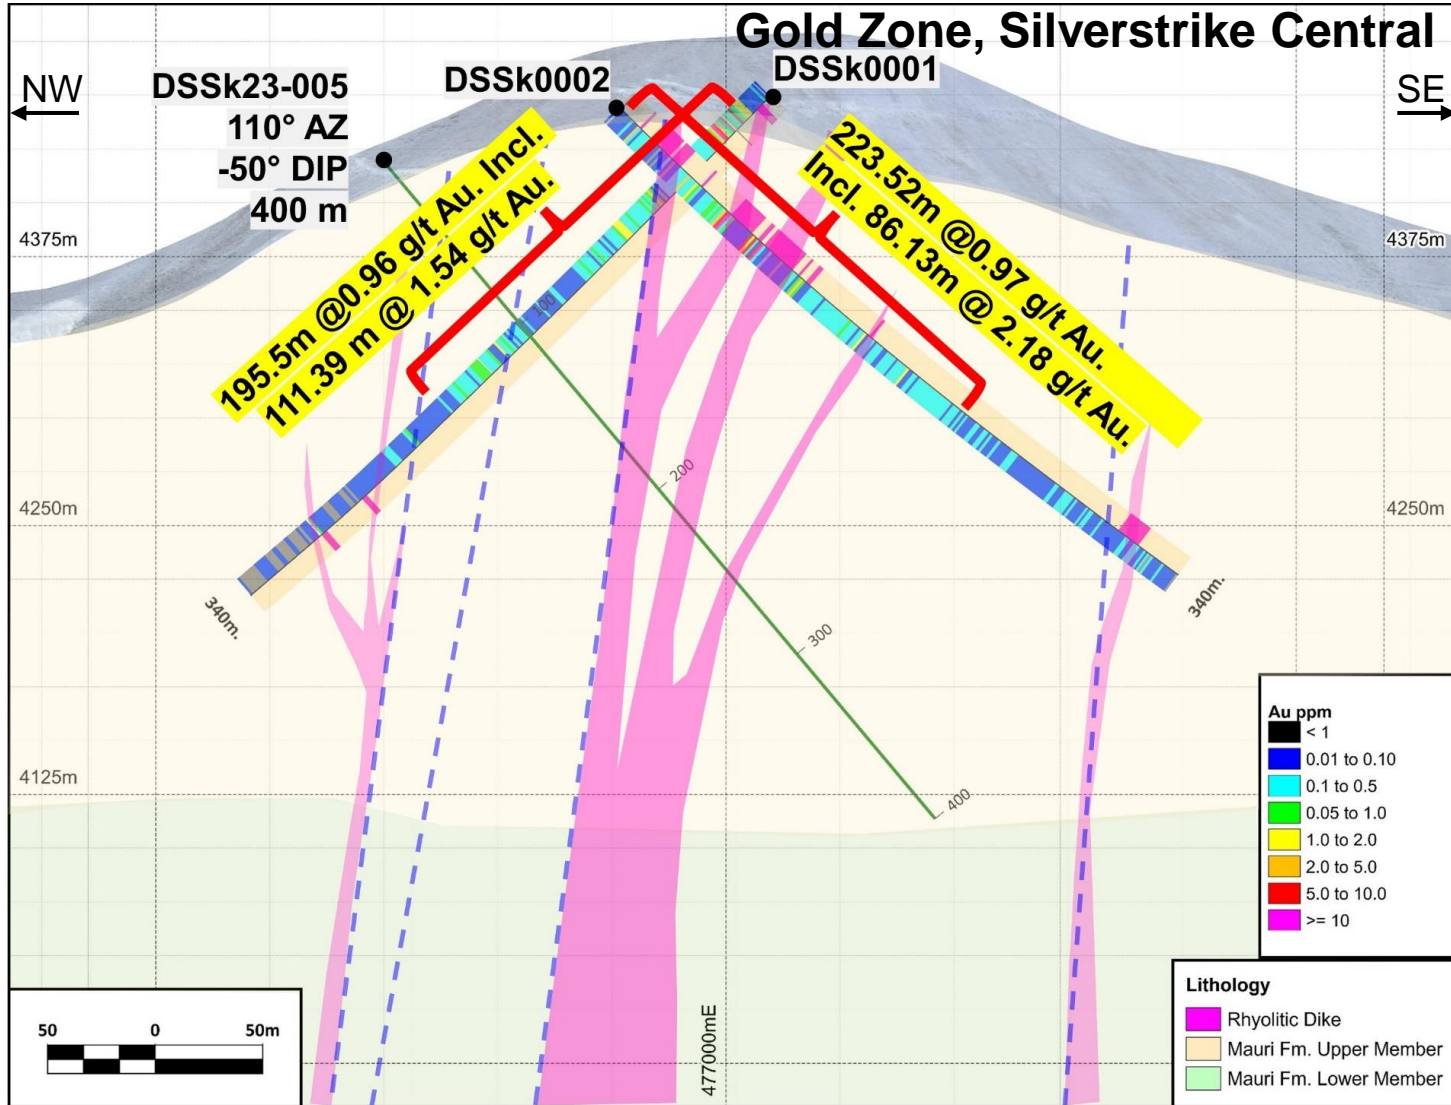 Gold Zone, Silverstrike Central
NW
SE
DSSk23-005
110° AZ
-50° DIP
400 m
DSSk0002
DSSk0001
195.5m @0.96 g/t Au. Incl.
111.39 m @ 1.54 g/t Au.
223.52m @0.97 g/t Au.
Incl. 86.13m @ 2.18 g/t Au.
4375m
4375m
4250m
4250m
4125m
100
200
300
400
340m.
340m.
477000mE
Au ppm
< 1
0.01 to 0.10
0.1 to 0.5
0.05 to 1.0
1.0 to 2.0
2.0 to 5.0
5.0 to 10.0
>= 10
Lithology
Rhyolitic Dike
Mauri Fm. Upper Member
Mauri Fm. Lower Member
50 0 50m